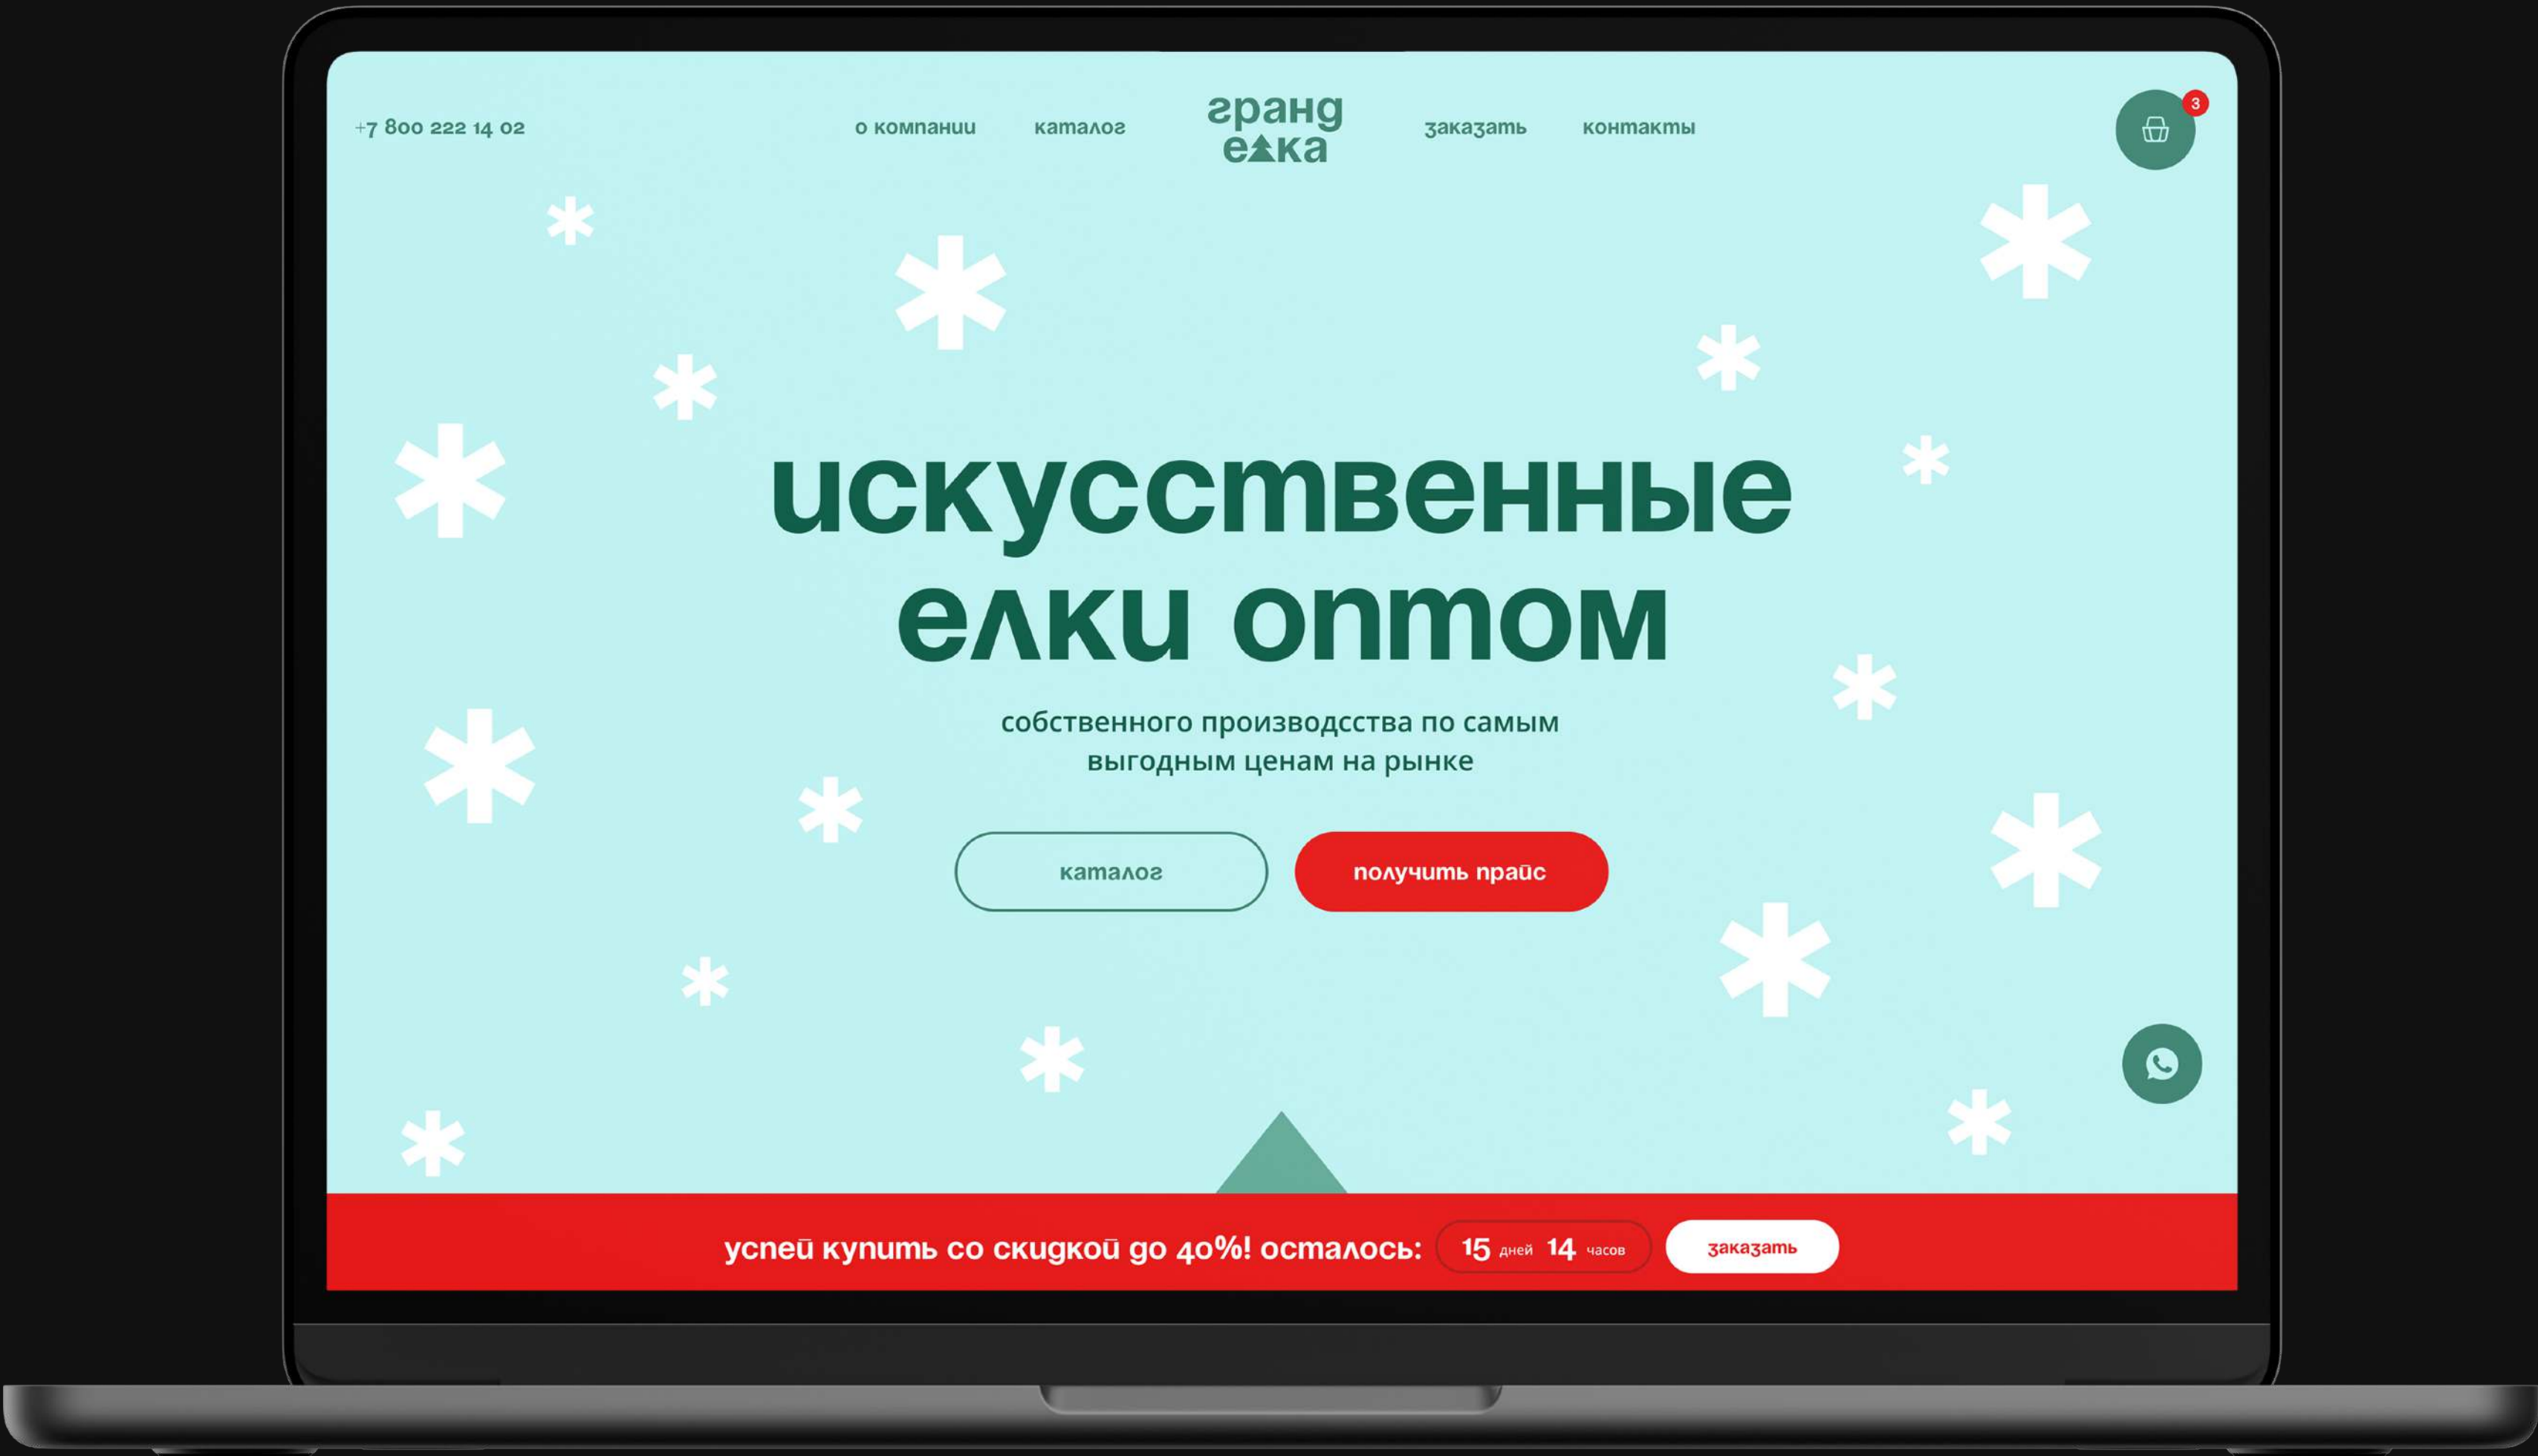 +7 800 222 14 02
о компании
каталог
гранд
елка
заказать
контакты
3
искусственные
елки оптом
собственного производсства по самым
выгодным ценам на рынке
каталог
получить прайс
успей купить со скидкой до 40%! осталось:
15 дней 14 часов
заказать